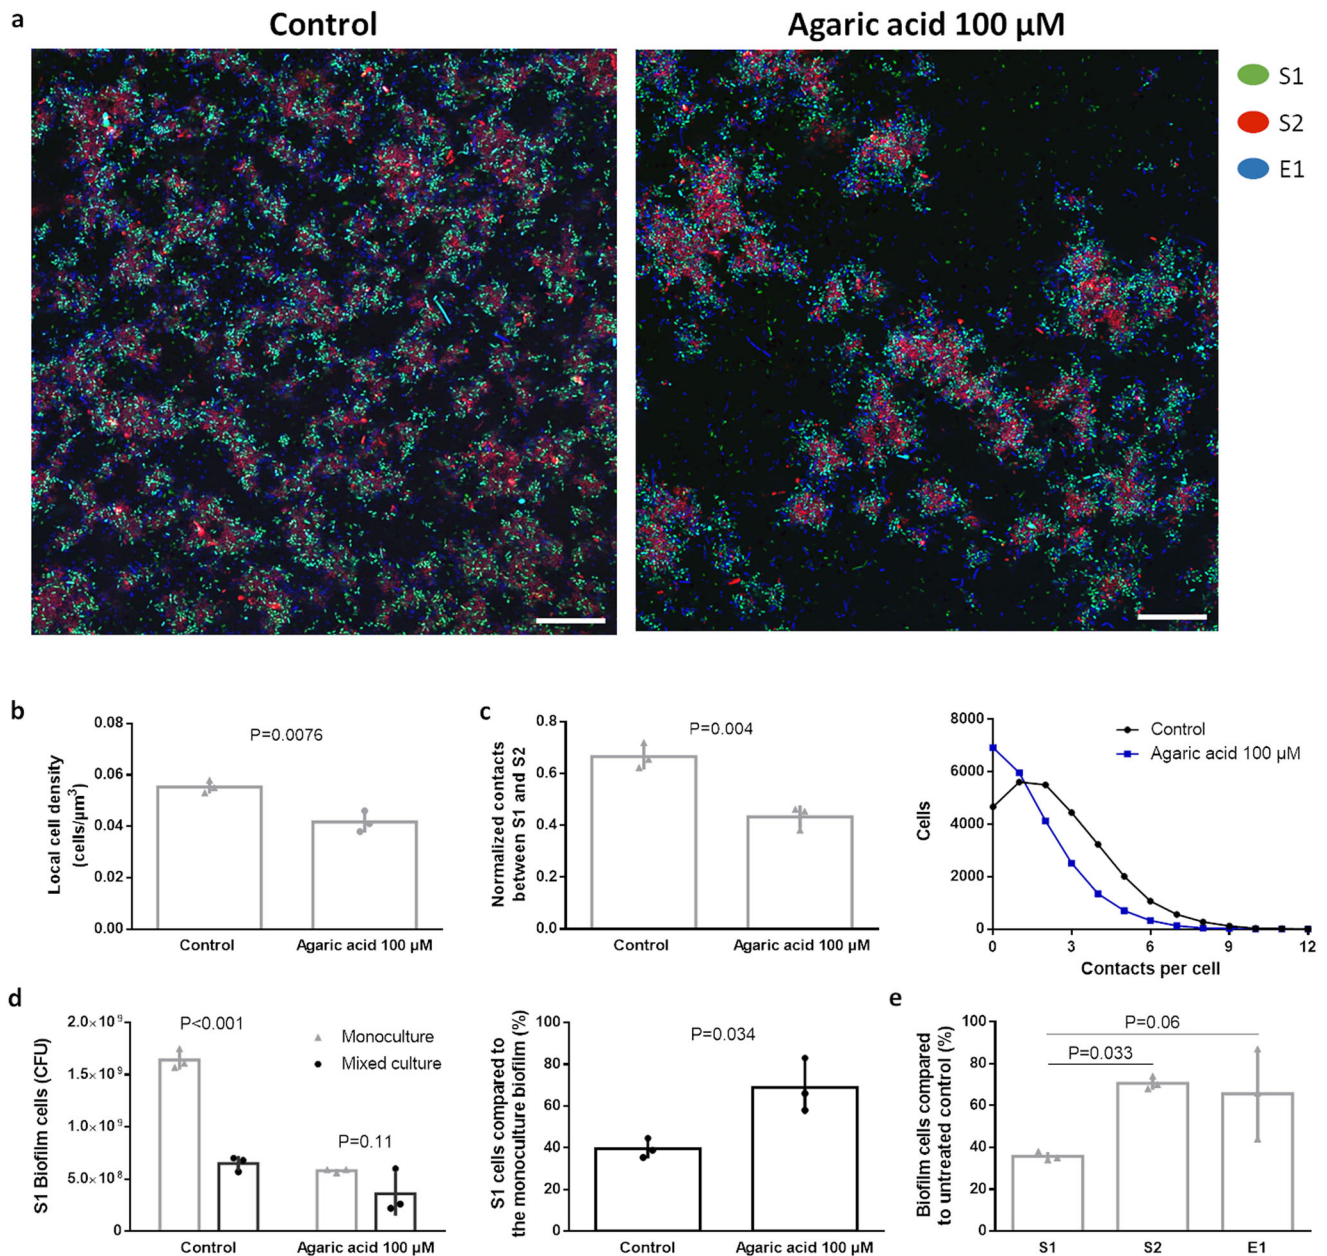 a
Control
Agaric acid 100 µM
S1
S2
E1
b
Local cell density
(cells/µm³)
0.08
0.06
0.04
0.02
0.00
P=0.0076
Control
Agaric acid 100 µM
c
Normalized contacts
between S1 and S2
0.8
0.6
0.4
0.2
0.0
P=0.004
Control
Agaric acid 100 µM
Cells
8000
6000
4000
2000
0
Control
Agaric acid 100 µM
0
3
6
9
12
Contacts per cell
d
S1 Biofilm cells (CFU)
2.0×10⁹
1.5×10⁹
1.0×10⁹
5.0×10⁸
0
P<0.001
P=0.11
Monoculture
Mixed culture
Control
Agaric acid 100 µM
S1 cells compared to
the monoculture biofilm (%)
100
80
60
40
20
0
P=0.034
Control
Agaric acid 100 µM
e
Biofilm cells compared
to untreated control (%)
100
80
60
40
20
0
P=0.06
P=0.033
S1
S2
E1